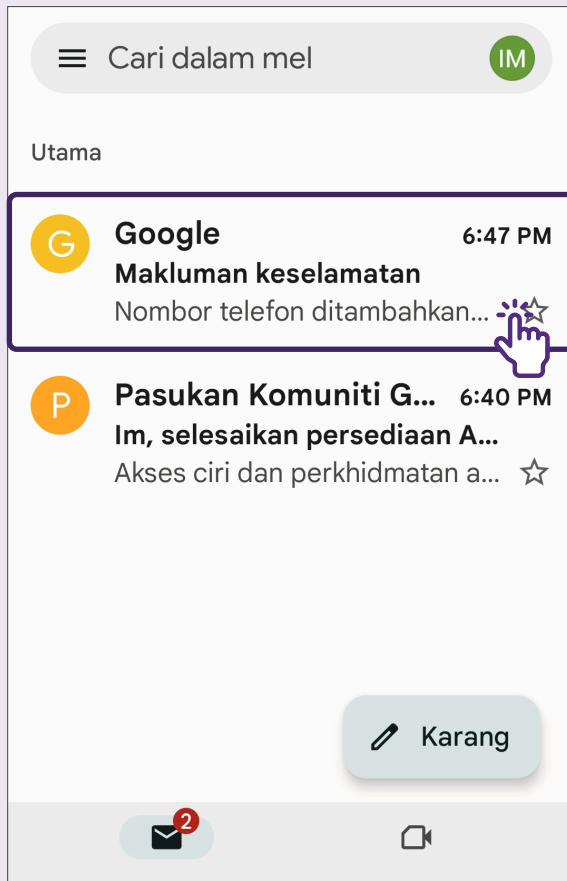 Cari dalam mel
IM
Utama
G
Google
6:47 PM
Makluman keselamatan
Nombor telefon ditambahkan...
P
Pasukan Komuniti G...
6:40 PM
Im, selesaikan persediaan A...
Akses ciri dan perkhidmatan a...
Karang
2